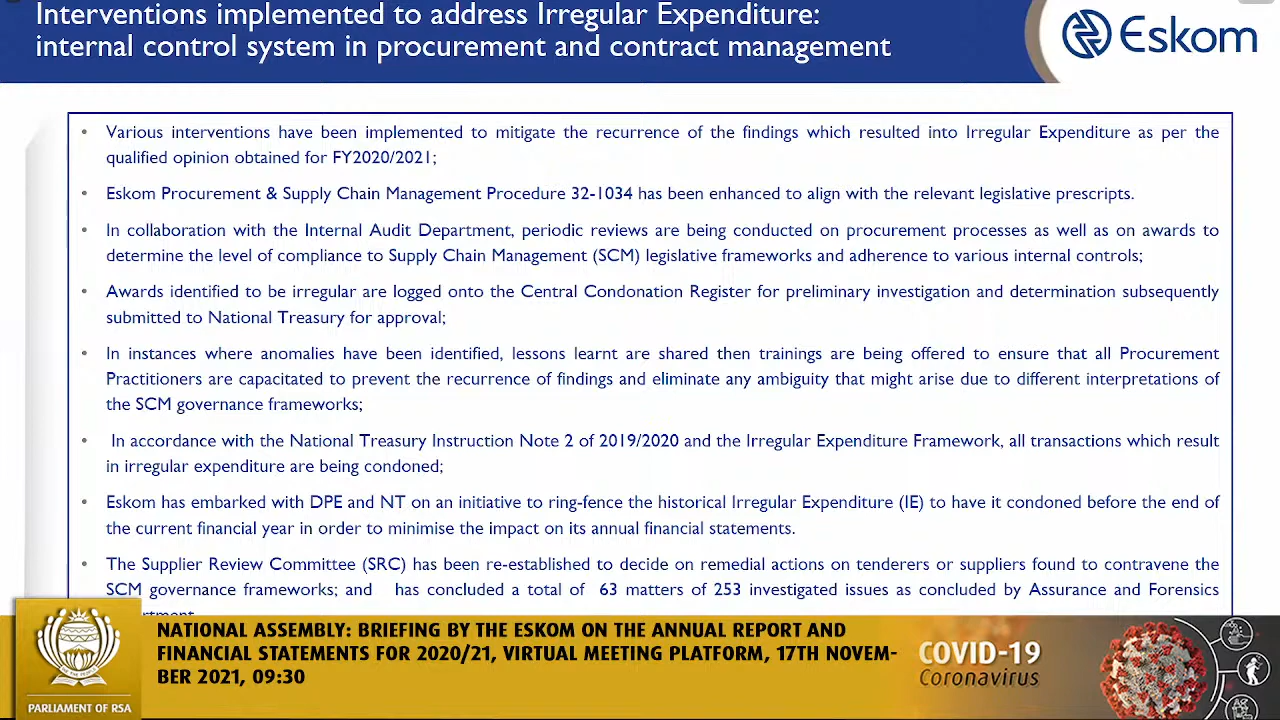 Interventions implemented to address Irregular Expenditure:
internal control system in procurement and contract management
Eskom
• Various interventions have been implemented to mitigate the recurrence of the findings which resulted into Irregular Expenditure as per the
qualified opinion obtained for FY2020/2021;
• Eskom Procurement & Supply Chain Management Procedure 32-1034 has been enhanced to align with the relevant legislative prescripts.
• In collaboration with the Internal Audit Department, periodic reviews are being conducted on procurement processes as well as on awards to
determine the level of compliance to Supply Chain Management (SCM) legislative frameworks and adherence to various internal controls;
• Awards identified to be irregular are logged onto the Central Condonation Register for preliminary investigation and determination subsequently
submitted to National Treasury for approval;
• In instances where anomalies have been identified, lessons learnt are shared then trainings are being offered to ensure that all Procurement
Practitioners are capacitated to prevent the recurrence of findings and eliminate any ambiguity that might arise due to different interpretations of
the SCM governance frameworks;
• In accordance with the National Treasury Instruction Note 2 of 2019/2020 and the Irregular Expenditure Framework, all transactions which result
in irregular expenditure are being condoned;
• Eskom has embarked with DPE and NT on an initiative to ring-fence the historical Irregular Expenditure (IE) to have it condoned before the end of
the current financial year in order to minimise the impact on its annual financial statements.
• The Supplier Review Committee (SRC) has been re-established to decide on remedial actions on tenderers or suppliers found to contravene the
SCM governance frameworks; and has concluded a total of 63 matters of 253 investigated issues as concluded by Assurance and Forensics
NATIONAL ASSEMBLY: BRIEFING BY THE ESKOM ON THE ANNUAL REPORT AND
FINANCIAL STATEMENTS FOR 2020/21, VIRTUAL MEETING PLATFORM, 17TH NOVEM-
BER 2021, 09:30
PARLIAMENT OF RSA
COVID-19
Coronavirus